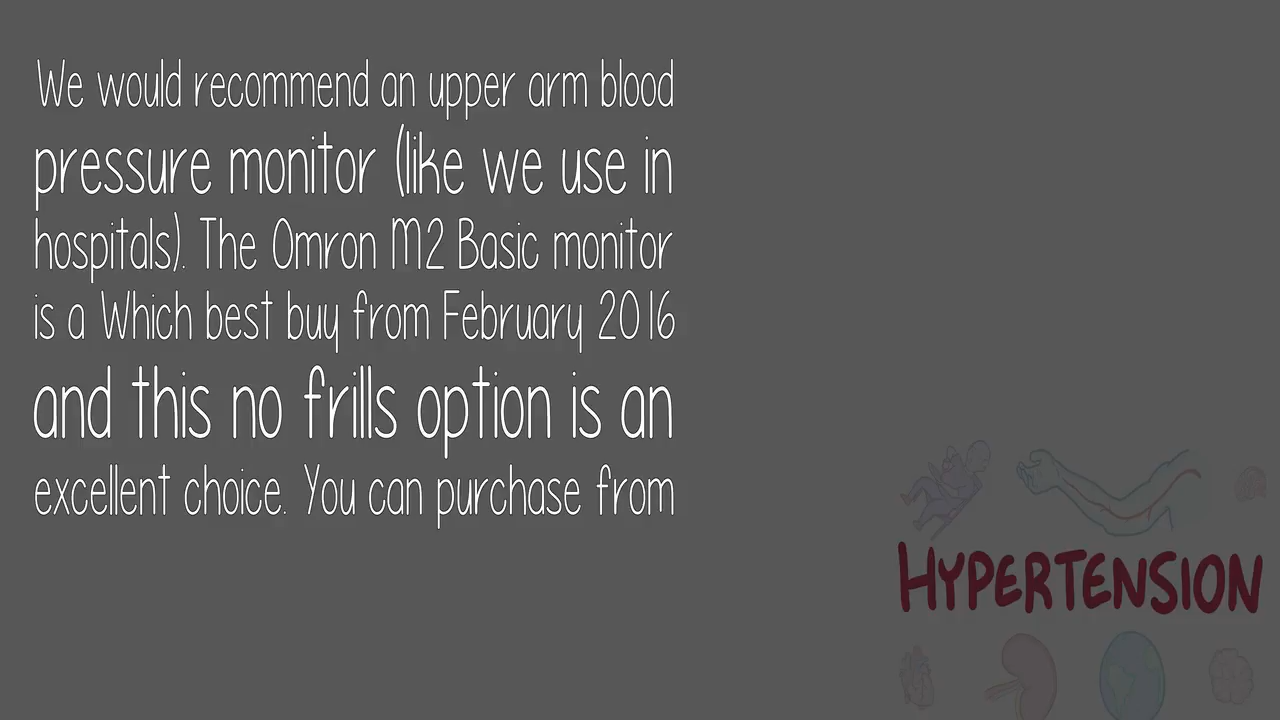 We would recommend an upper arm blood
pressure monitor (like we use in
hospitals). The Omron M2 Basic monitor
is a Which best buy from February 2016
and this no frills option is an
excellent choice. You can purchase from
HYPERTENSION